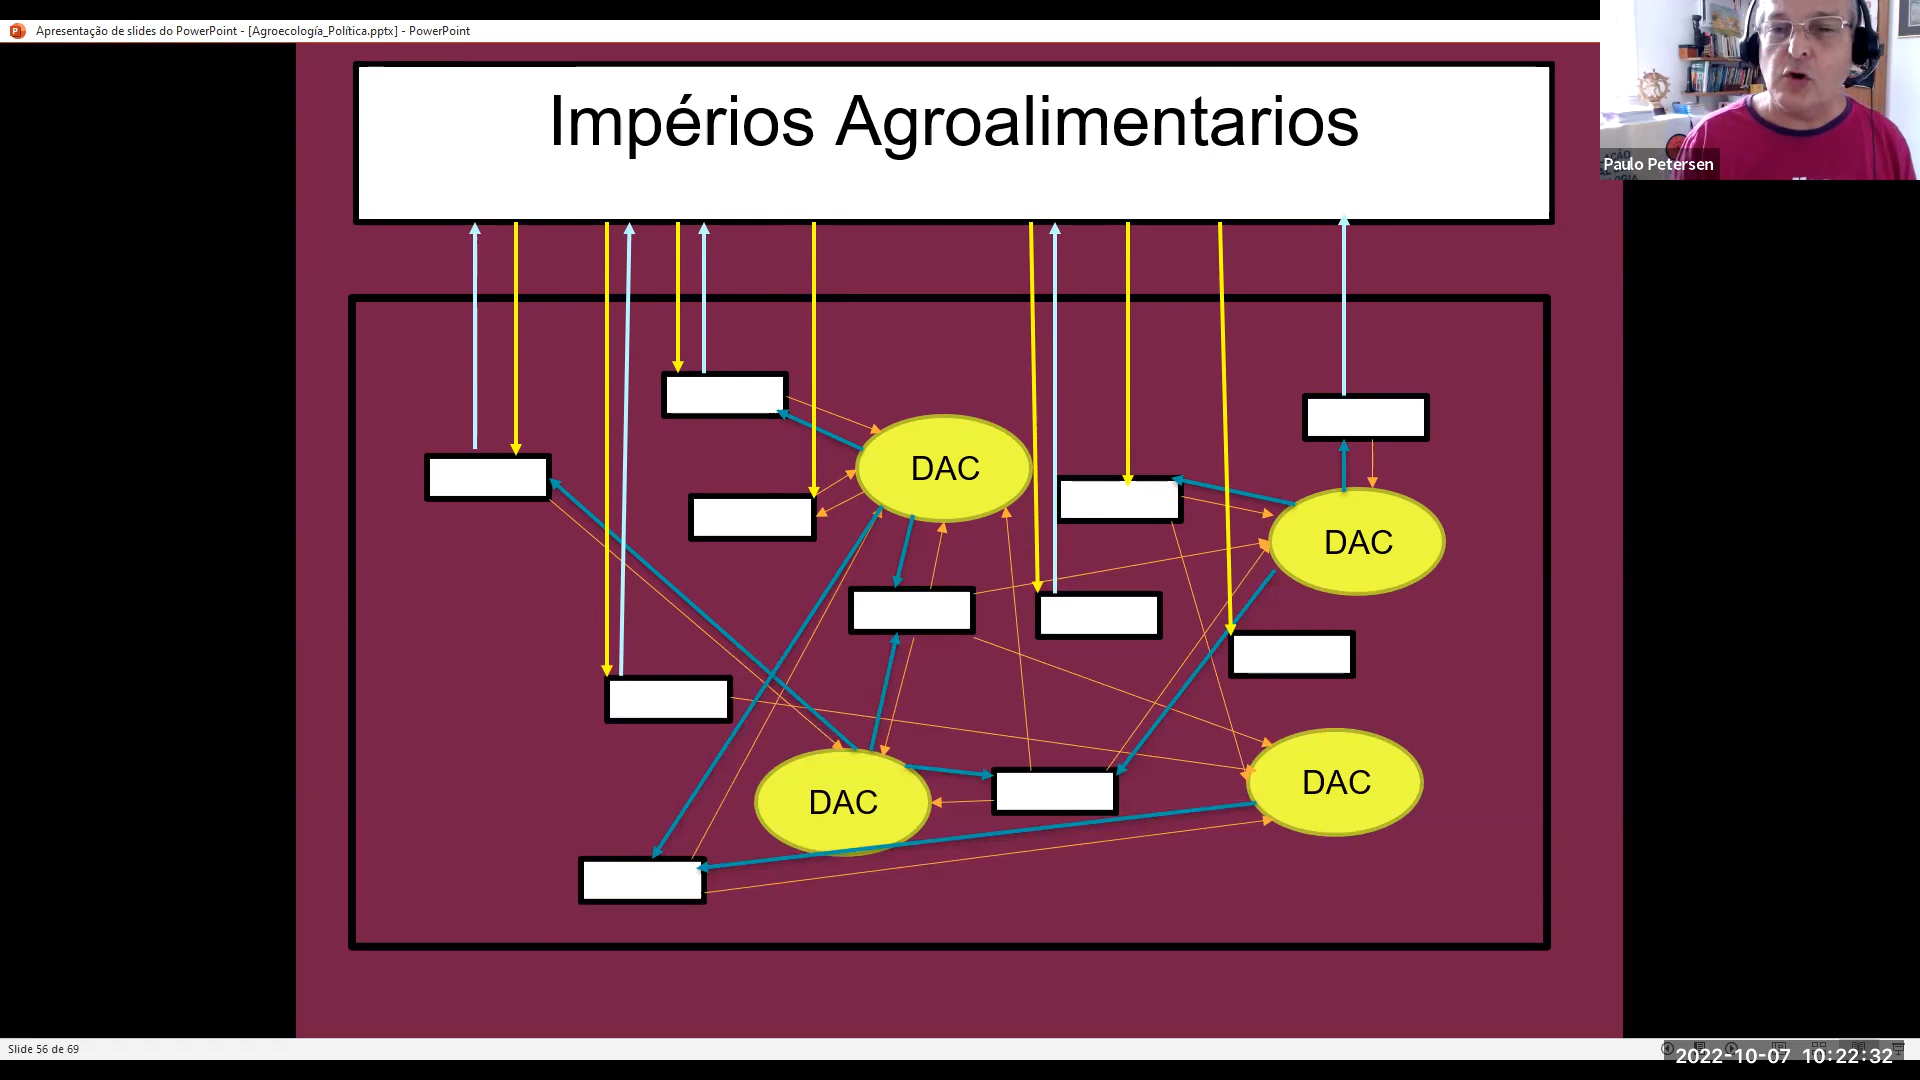 Apresentação de slides do PowerPoint - [Agroecología_Política.pptx] - PowerPoint
Impérios Agroalimentarios
Paulo Petersen
DAC
DAC
DAC
DAC
Slide 56 de 69
2022-10-07 10:22:32